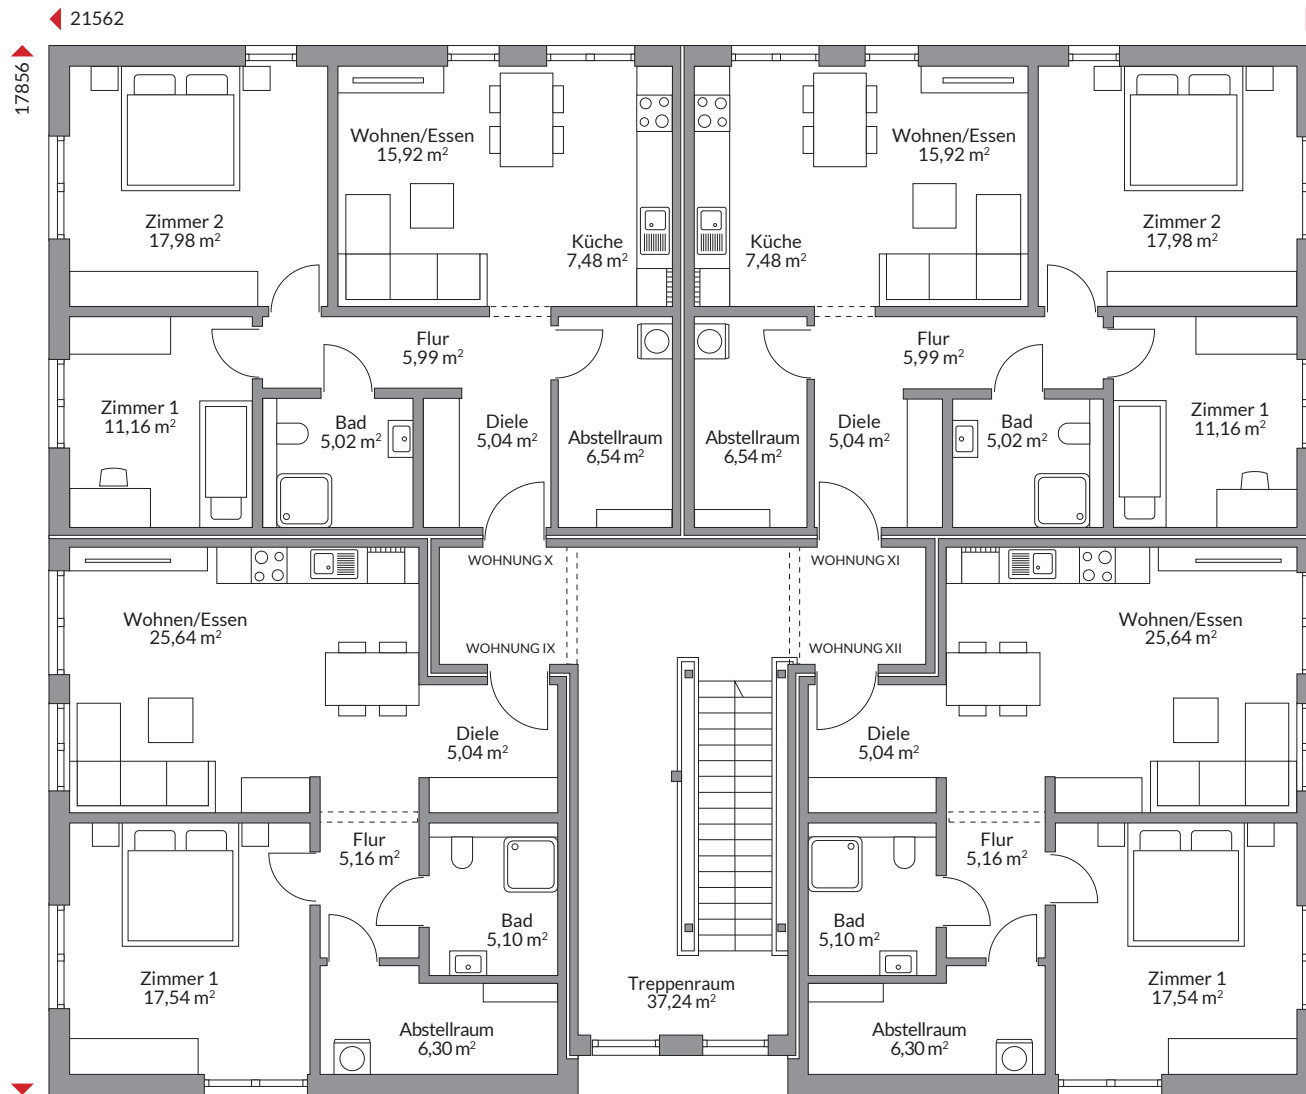 21562
17856
Wohnen/Essen
15,92 m²
Wohnen/Essen
15,92 m²
Zimmer 2
17,98 m²
Küche
7,48 m²
Küche
7,48 m²
Zimmer 2
17,98 m²
Flur
5,99 m²
Flur
5,99 m²
Zimmer 1
11,16 m²
Bad
5,02 m²
Diele
5,04 m²
Abstellraum
6,54 m²
Abstellraum
6,54 m²
Diele
5,04 m²
Bad
5,02 m²
Zimmer 1
11,16 m²
WOHNUNG X
WOHNUNG XI
Wohnen/Essen
25,64 m²
WOHNUNG IX
WOHNUNG XII
Wohnen/Essen
25,64 m²
Diele
5,04 m²
Diele
5,04 m²
Flur
5,16 m²
Flur
5,16 m²
Bad
5,10 m²
Bad
5,10 m²
Zimmer 1
17,54 m²
Treppenraum
37,24 m²
Zimmer 1
17,54 m²
Abstellraum
6,30 m²
Abstellraum
6,30 m²